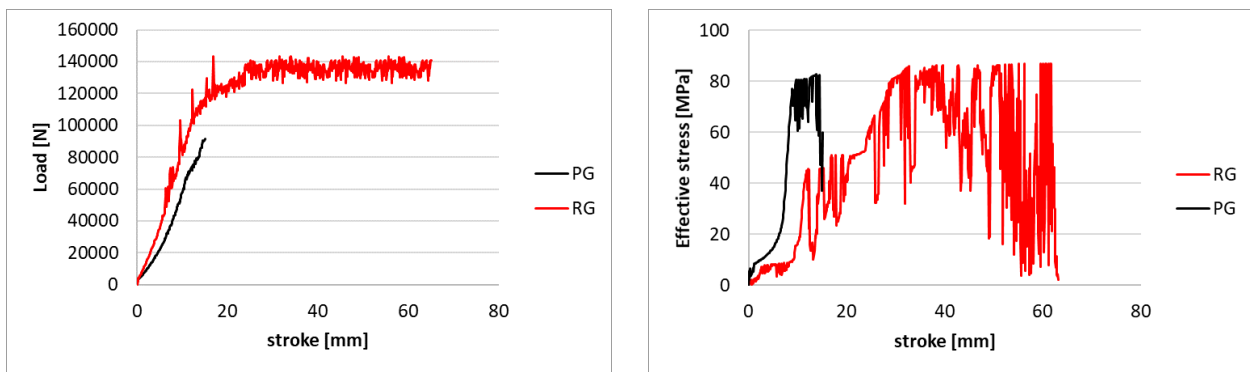 160000
140000
120000
100000
80000
60000
40000
20000
0
Load [N]
0 20 40 60 80
stroke [mm]
PG
RG
100
80
60
40
20
0
Effective stress [MPa]
0 20 40 60 80
stroke [mm]
RG
PG